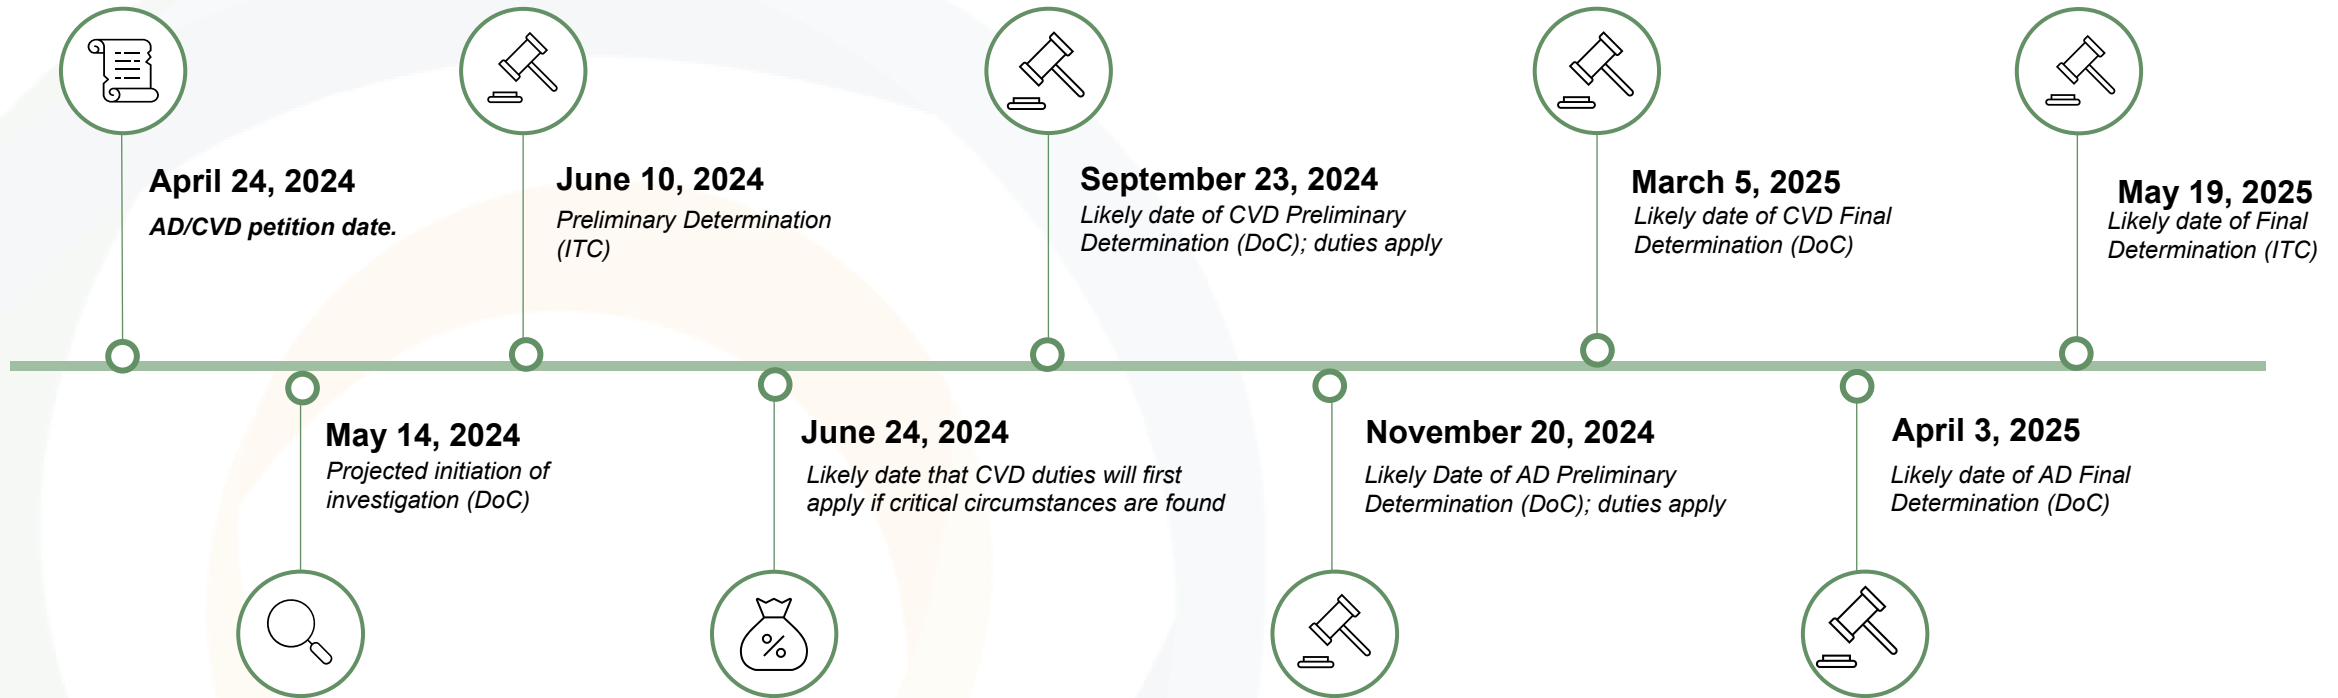 April 24, 2024
AD/CVD petition date.
May 14, 2024
Projected initiation of
investigation (DoC)
June 10, 2024
Preliminary Determination
(ITC)
June 24, 2024
Likely date that CVD duties will first
apply if critical circumstances are found
September 23, 2024
Likely date of CVD Preliminary
Determination (DoC); duties apply
November 20, 2024
Likely Date of AD Preliminary
Determination (DoC); duties apply
March 5, 2025
Likely date of CVD Final
Determination (DoC)
April 3, 2025
Likely date of AD Final
Determination (DoC)
May 19, 2025
Likely date of Final
Determination (ITC)
%